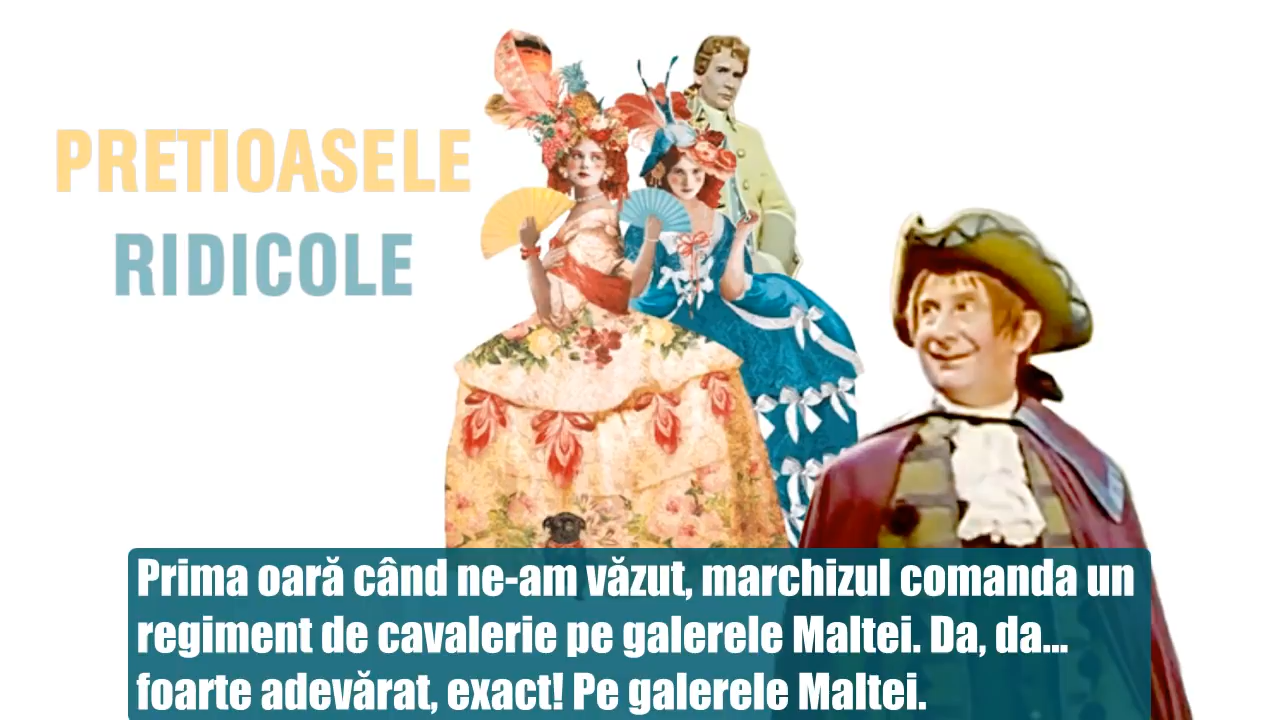 PRETIOASELE
RIDICOLE
Prima oară când ne-am văzut, marchizul comanda un
regiment de cavalerie pe galerele Maltei. Da, da...
foarte adevărat, exact! Pe galerele Maltei.